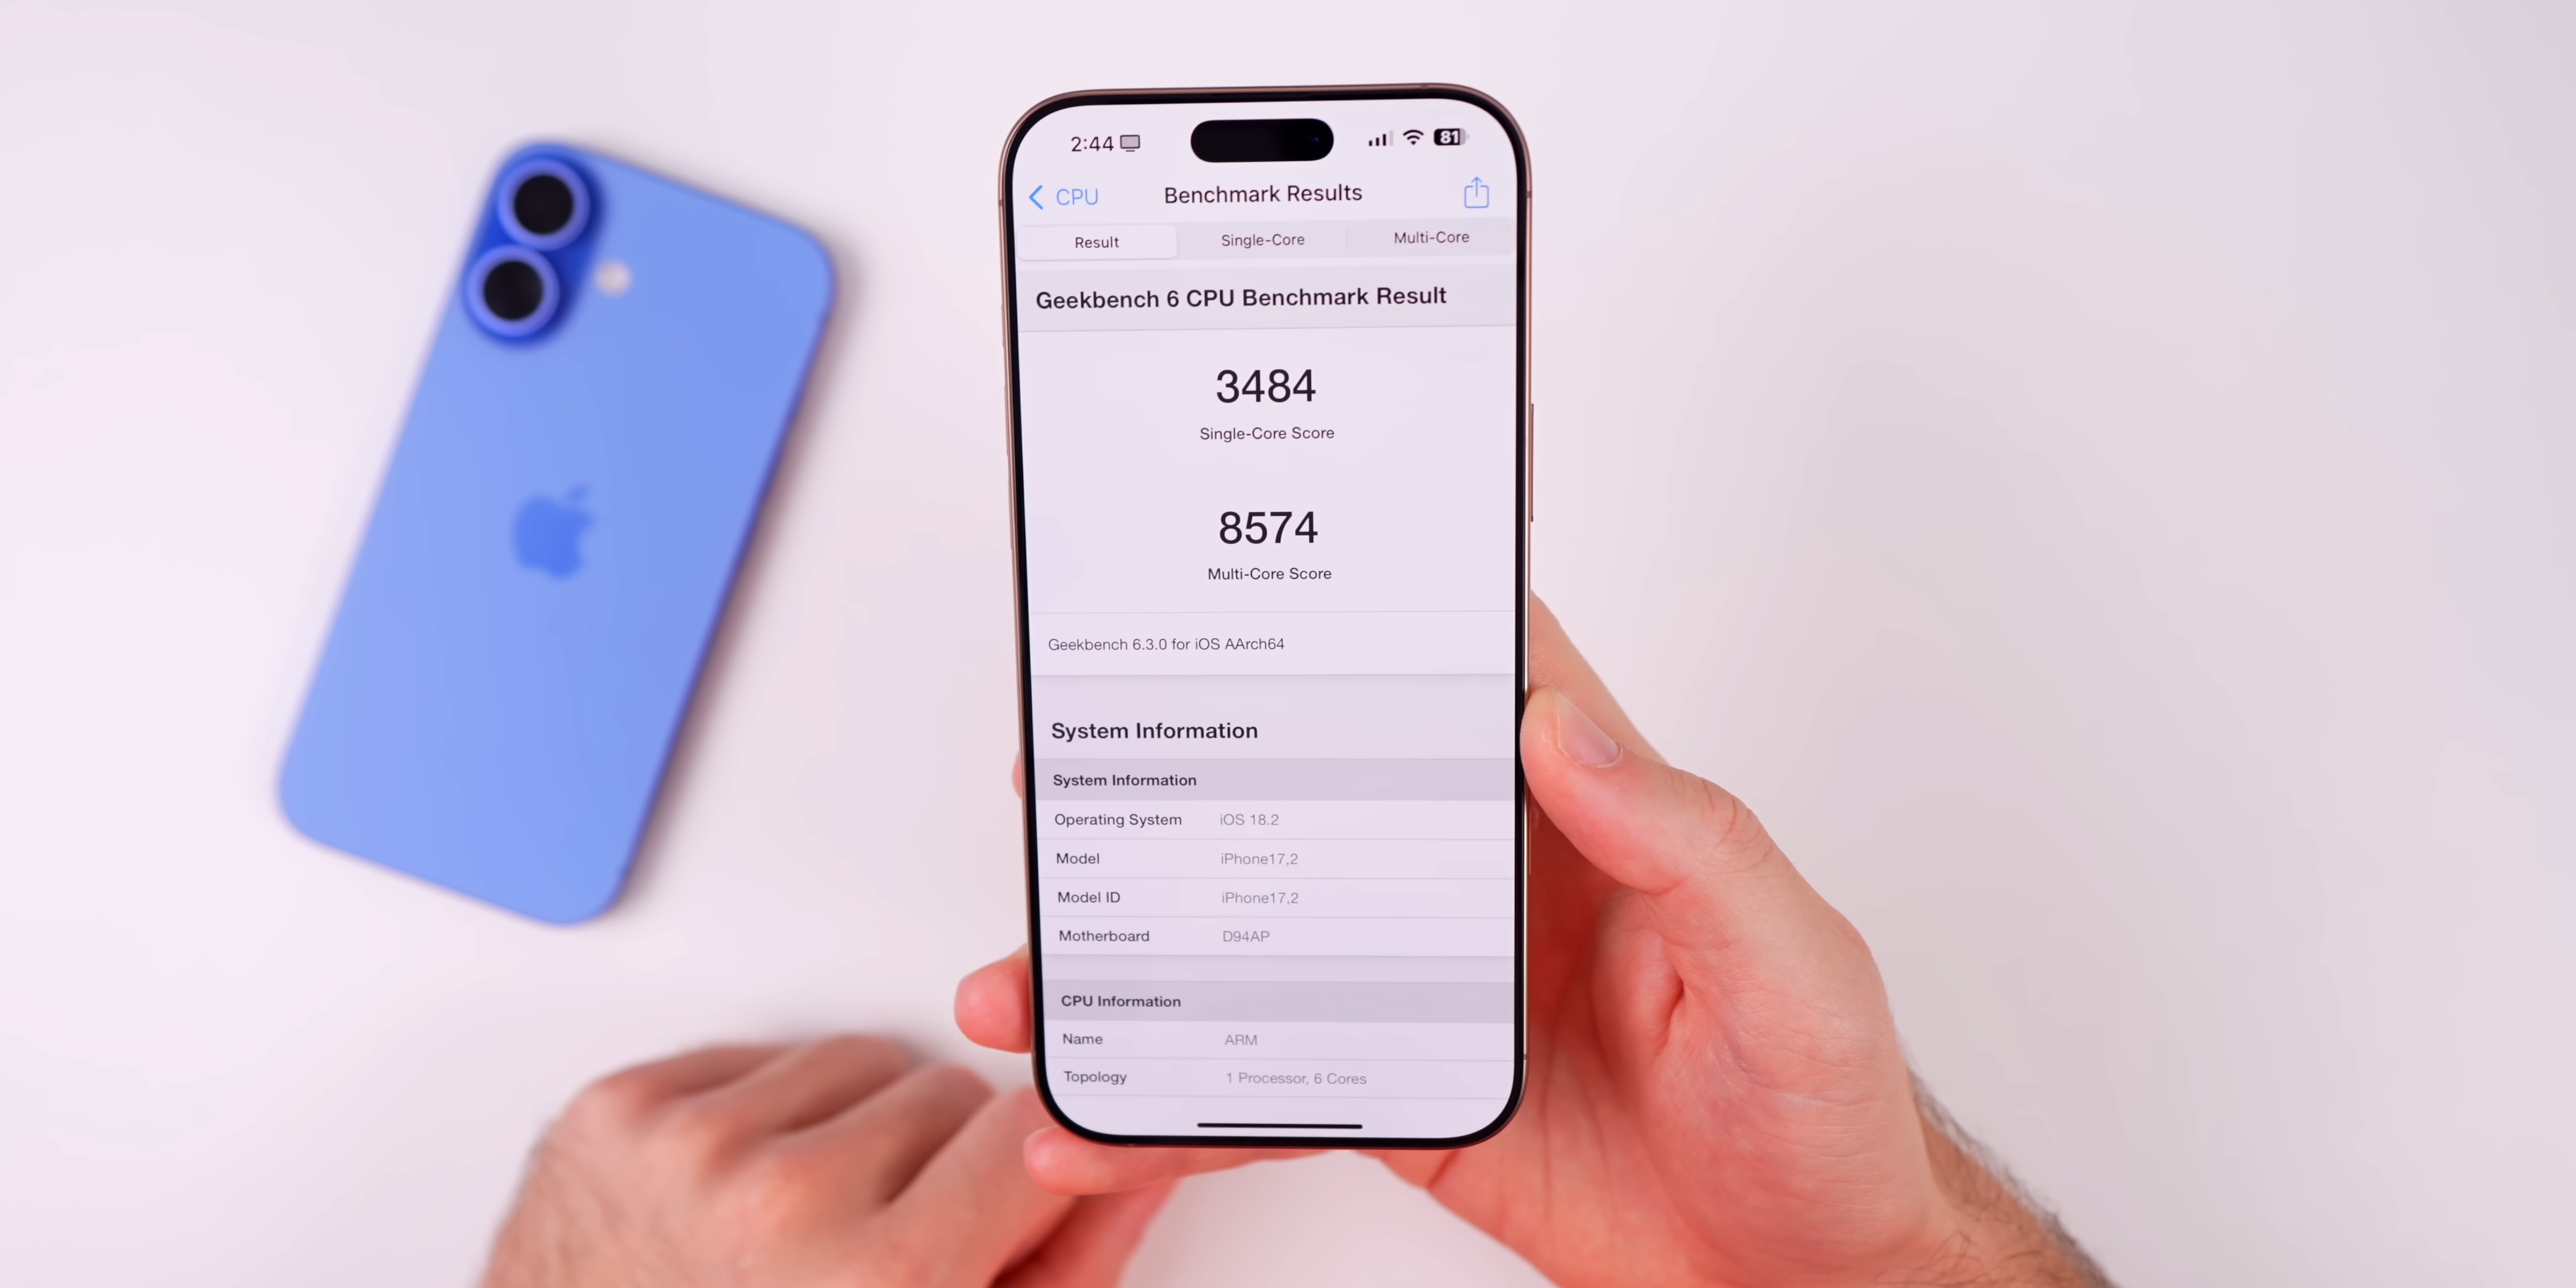 2:44 81
CPU Benchmark Results
Result Single-Core Multi-Core
Geekbench 6 CPU Benchmark Result
3484
Single-Core Score
8574
Multi-Core Score
Geekbench 6.3.0 for iOS AArch64
System Information
System Information
Operating System iOS 18.2
Model iPhone17,2
Model ID iPhone17,2
Motherboard D94AP
CPU Information
Name ARM
Topology 1 Processor, 6 Cores